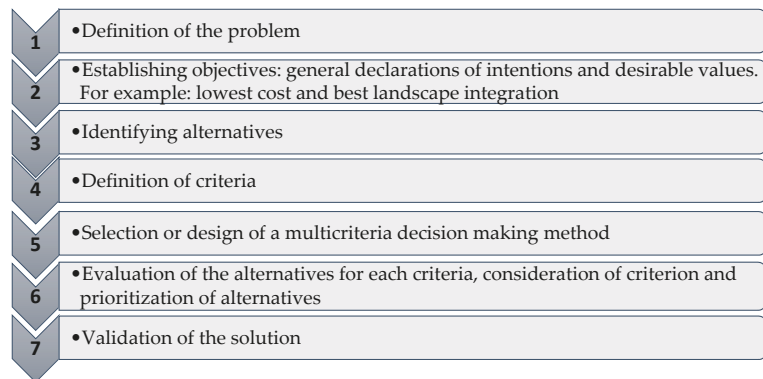 1
•Definition of the problem
2
•Establishing objectives: general declarations of intentions and desirable values.
For example: lowest cost and best landscape integration
3
•Identifying alternatives
4
•Definition of criteria
5
•Selection or design of a multicriteria decision making method
6
•Evaluation of the alternatives for each criteria, consideration of criterion and
prioritization of alternatives
7
•Validation of the solution